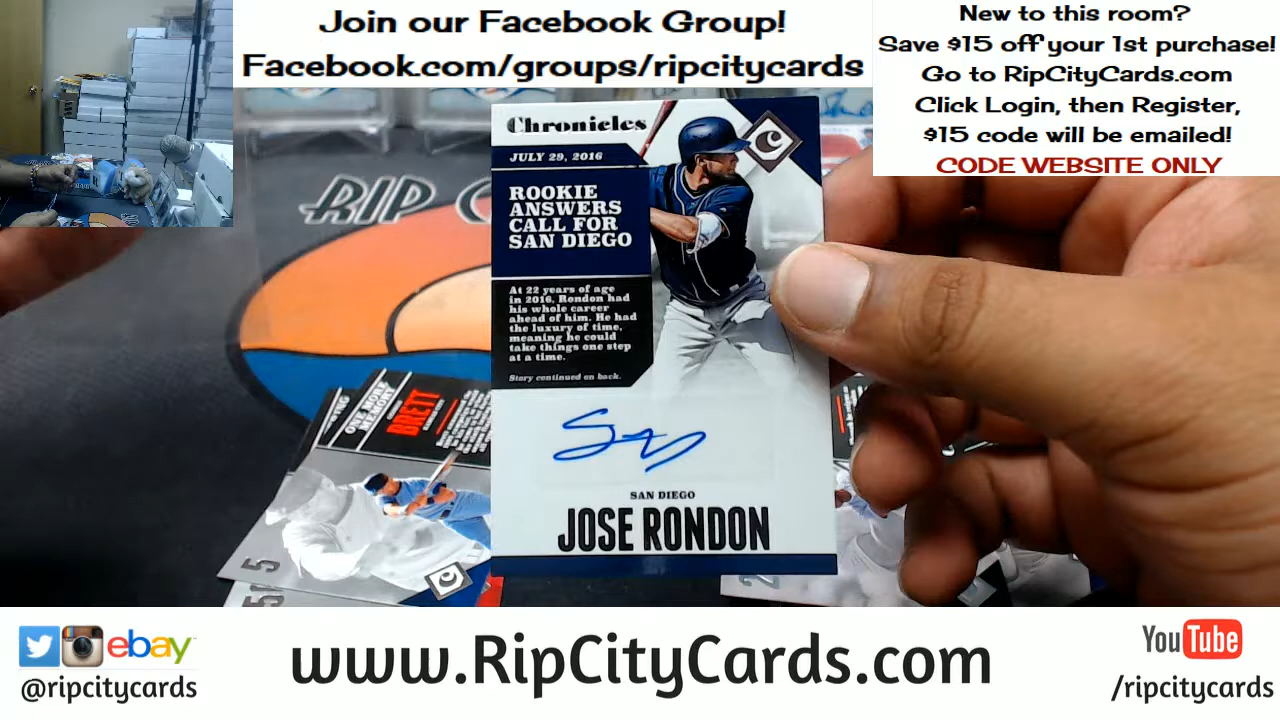 Join our Facebook Group!
Facebook.com/groups/ripcitycards
New to this room?
Save $15 off your 1st purchase!
Go to RipCityCards.com
Click Login, then Register,
$15 code will be emailed!
CODE WEBSITE ONLY
RIP C
Chronicles
JULY 29, 2016
ROOKIE
ANSWERS
CALL FOR
SAN DIEGO
At 22 years of age
in 2016, Rondon had
his whole career
ahead of him. He had
the luxury of time,
meaning he could
take things one step
at a time.
Story continued on back.
SAN DIEGO
JOSE RONDON
ONE MORE
MEMORY
BRETT
ebay
@ripcitycards
www.RipCityCards.com
YouTube
/ripcitycards